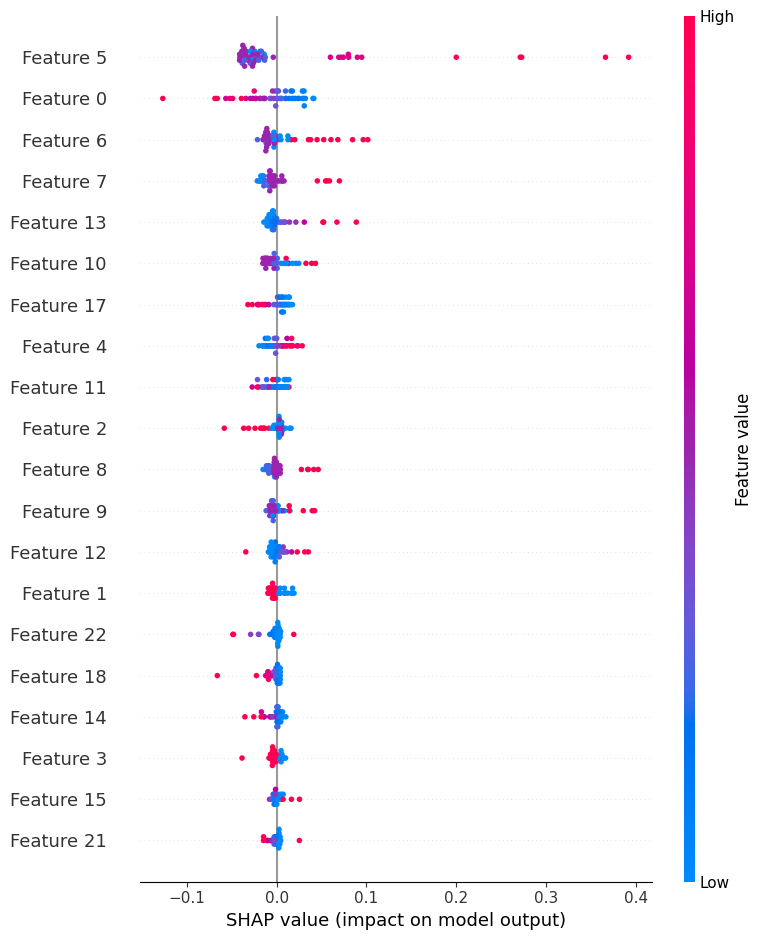 High
Feature 5
Feature 0
Feature 6
Feature 7
Feature 13
Feature 10
Feature 17
Feature 4
Feature 11
Feature 2
Feature 8
Feature 9
Feature 12
Feature 1
Feature 22
Feature 18
Feature 14
Feature 3
Feature 15
Feature 21
Feature value
Low
−0.1 0.0 0.1 0.2 0.3 0.4
SHAP value (impact on model output)